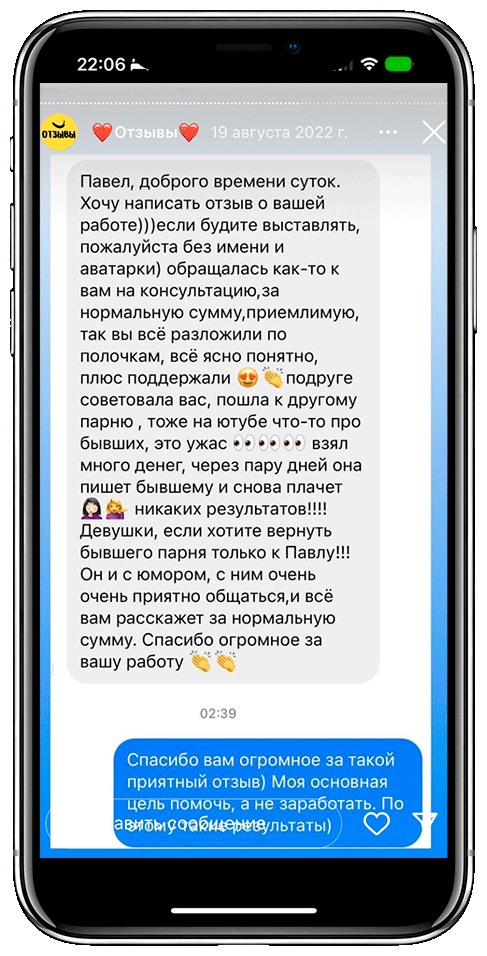 22:06
ОТЗЫВЫ ❤️Отзывы❤️ 19 августа 2022 г.
Павел, доброго времени суток.
Хочу написать отзыв о вашей
работе)))если будите выставлять,
пожалуйста без имени и
аватарки) обращалась как-то к
вам на консультацию,за
нормальную сумму,приемлимую,
так вы всё разложили по
полочкам, всё ясно понятно,
плюс поддержали 😍 👏подруге
советовала вас, пошла к другому
парню , тоже на ютубе что-то про
бывших, это ужас 👀👀👀 взял
много денег, через пару дней она
пишет бывшему и снова плачет
🤦🏻‍♀️💁‍♀️ никаких результатов!!!!
Девушки, если хотите вернуть
бывшего парня только к Павлу!!!
Он и с юмором, с ним очень
очень приятно общаться,и всё
вам расскажет за нормальную
сумму. Спасибо огромное за
вашу работу 👏👏
02:39
Спасибо вам огромное за такой
приятный отзыв) Моя основная
цель помочь, а не заработать. По
этому такие результаты)
авить сообщение